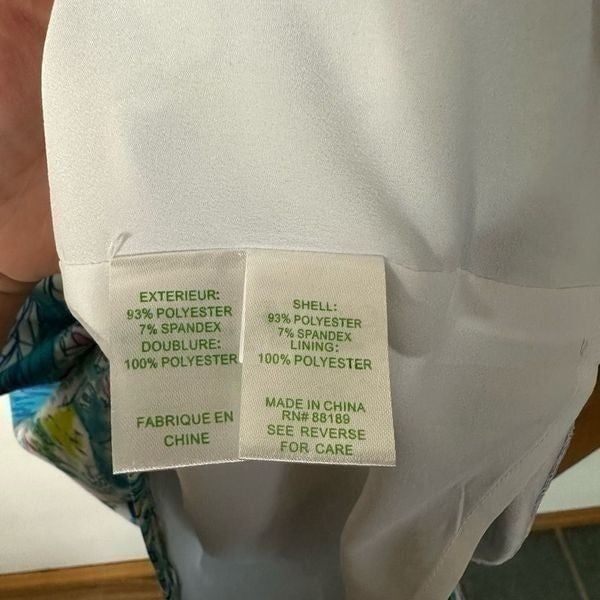 EXTERIEUR:
93% POLYESTER
7% SPANDEX
DOUBLURE:
100% POLYESTER
FABRIQUE EN
CHINE
SHELL:
93% POLYESTER
7% SPANDEX
LINING:
100% POLYESTER
MADE IN CHINA
RN# 88189
SEE REVERSE
FOR CARE